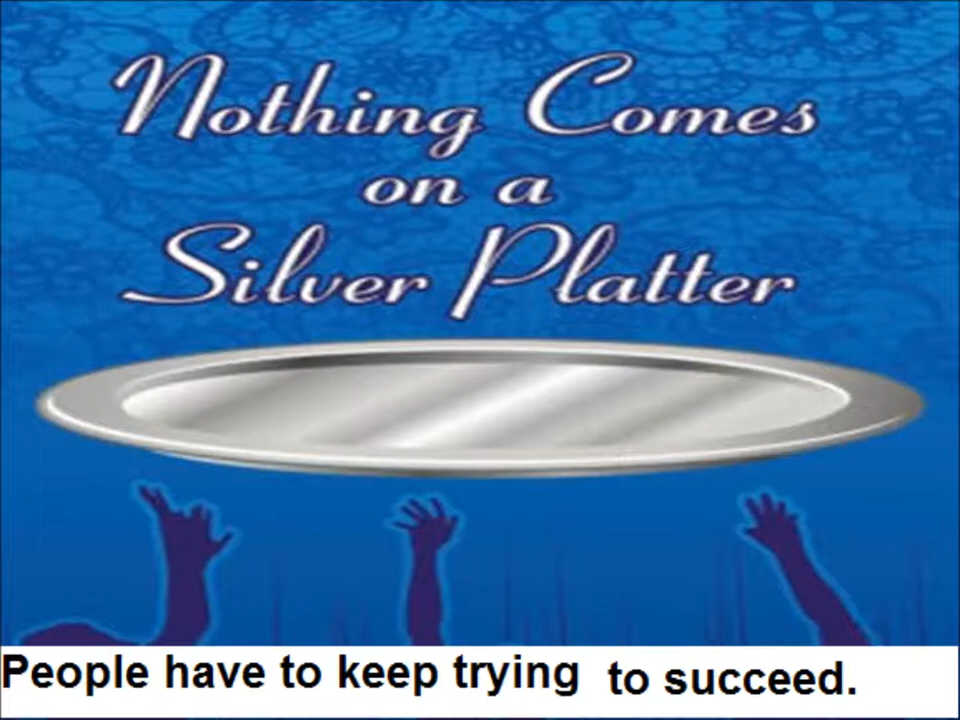 Nothing Comes
on a
Silver Platter
People have to keep trying to succeed.